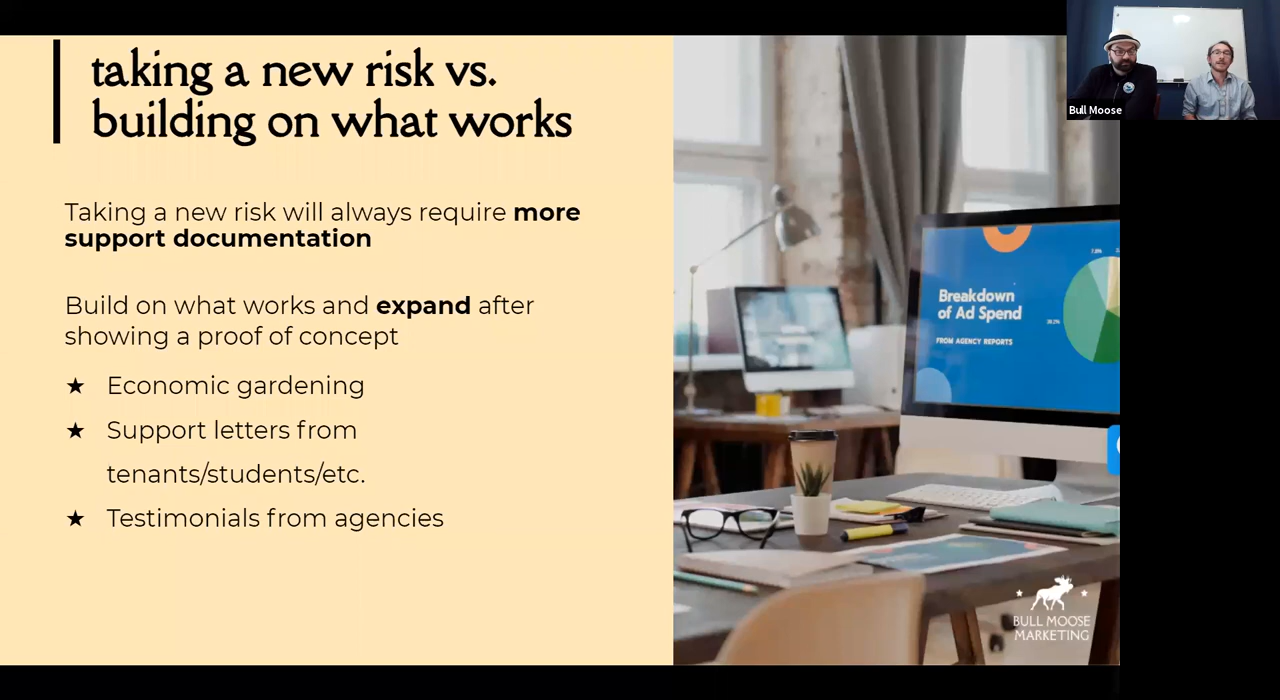 taking a new risk vs.
building on what works
Taking a new risk will always require more
support documentation
Build on what works and expand after
showing a proof of concept
★ Economic gardening
★ Support letters from
tenants/students/etc.
★ Testimonials from agencies
Breakdown
of Ad Spend
FROM AGENCY REPORTS
BULL MOOSE
MARKETING
Bull Moose